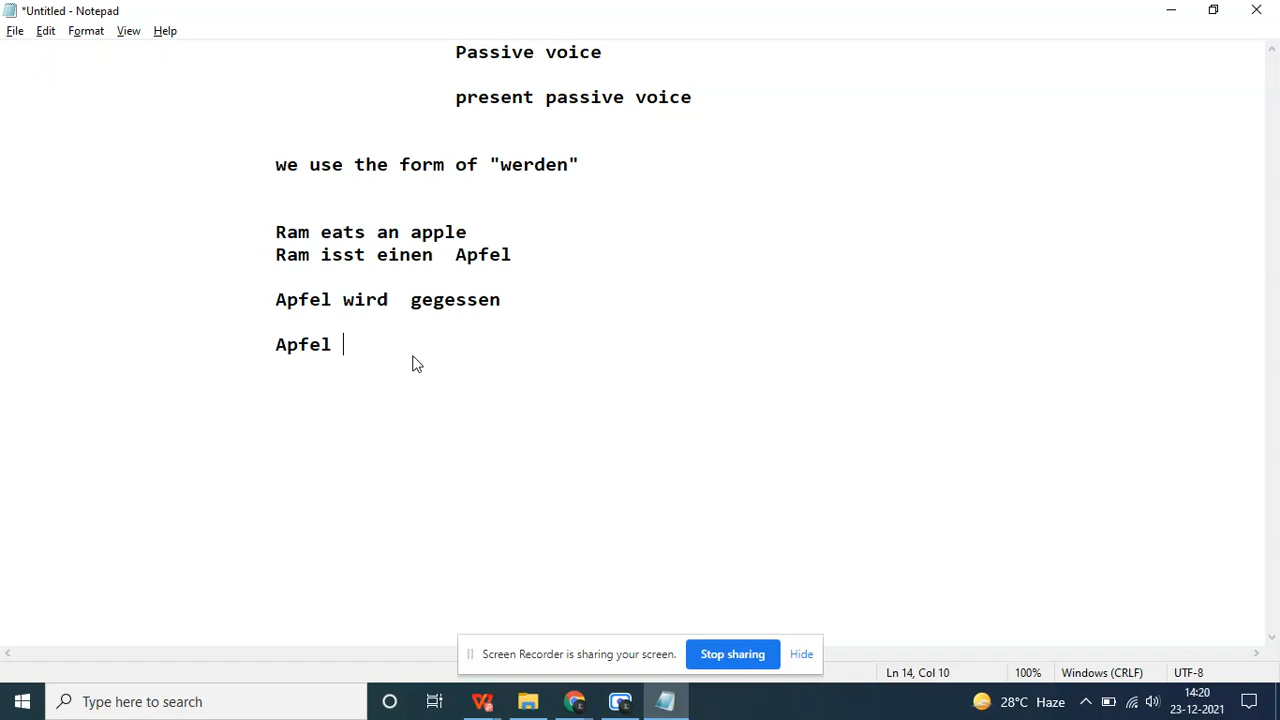 *Untitled - Notepad
File Edit Format View Help
Passive voice
present passive voice
we use the form of "werden"
Ram eats an apple
Ram isst einen Apfel
Apfel wird gegessen
Apfel
Screen Recorder is sharing your screen. Stop sharing Hide
Ln 14, Col 10 100% Windows (CRLF) UTF-8
Type here to search
28°C Haze
14:20
23-12-2021